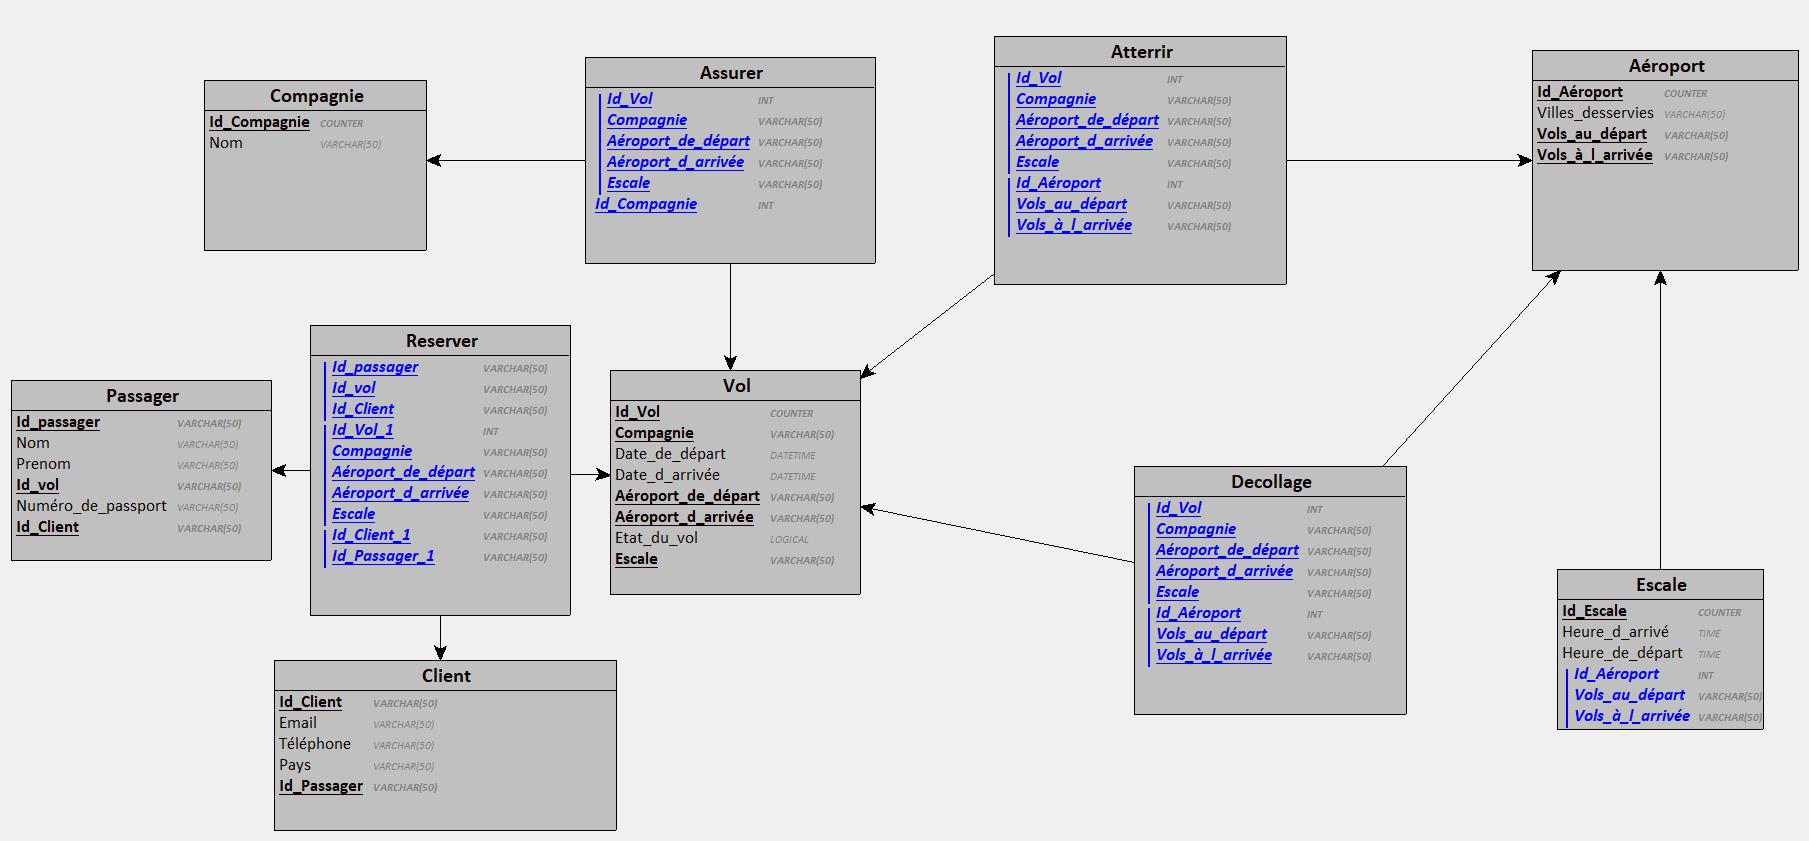 Compagnie
Id_Compagnie COUNTER
Nom VARCHAR(50)
Assurer
Id_Vol INT
Compagnie VARCHAR(50)
Aéroport_de_départ VARCHAR(50)
Aéroport_d_arrivée VARCHAR(50)
Escale VARCHAR(50)
Id_Compagnie INT
Atterrir
Id_Vol INT
Compagnie VARCHAR(50)
Aéroport_de_départ VARCHAR(50)
Aéroport_d_arrivée VARCHAR(50)
Escale VARCHAR(50)
Id_Aéroport INT
Vols_au_départ VARCHAR(50)
Vols_à_l_arrivée VARCHAR(50)
Aéroport
Id_Aéroport COUNTER
Villes_desservies VARCHAR(50)
Vols_au_départ VARCHAR(50)
Vols_à_l_arrivée VARCHAR(50)
Passager
Id_passager VARCHAR(50)
Nom VARCHAR(50)
Prenom VARCHAR(50)
Id_vol VARCHAR(50)
Numéro_de_passport VARCHAR(50)
Id_Client VARCHAR(50)
Reserver
Id_passager VARCHAR(50)
Id_vol VARCHAR(50)
Id_Client VARCHAR(50)
Id_Vol_1 INT
Compagnie VARCHAR(50)
Aéroport_de_départ VARCHAR(50)
Aéroport_d_arrivée VARCHAR(50)
Escale VARCHAR(50)
Id_Client_1 VARCHAR(50)
Id_Passager_1 VARCHAR(50)
Vol
Id_Vol COUNTER
Compagnie VARCHAR(50)
Date_de_départ DATETIME
Date_d_arrivée DATETIME
Aéroport_de_départ VARCHAR(50)
Aéroport_d_arrivée VARCHAR(50)
Etat_du_vol LOGICAL
Escale VARCHAR(50)
Decollage
Id_Vol INT
Compagnie VARCHAR(50)
Aéroport_de_départ VARCHAR(50)
Aéroport_d_arrivée VARCHAR(50)
Escale VARCHAR(50)
Id_Aéroport INT
Vols_au_départ VARCHAR(50)
Vols_à_l_arrivée VARCHAR(50)
Escale
Id_Escale COUNTER
Heure_d_arrivé TIME
Heure_de_départ TIME
Id_Aéroport INT
Vols_au_départ VARCHAR(50)
Vols_à_l_arrivée VARCHAR(50)
Client
Id_Client VARCHAR(50)
Email VARCHAR(50)
Téléphone VARCHAR(50)
Pays VARCHAR(50)
Id_Passager VARCHAR(50)